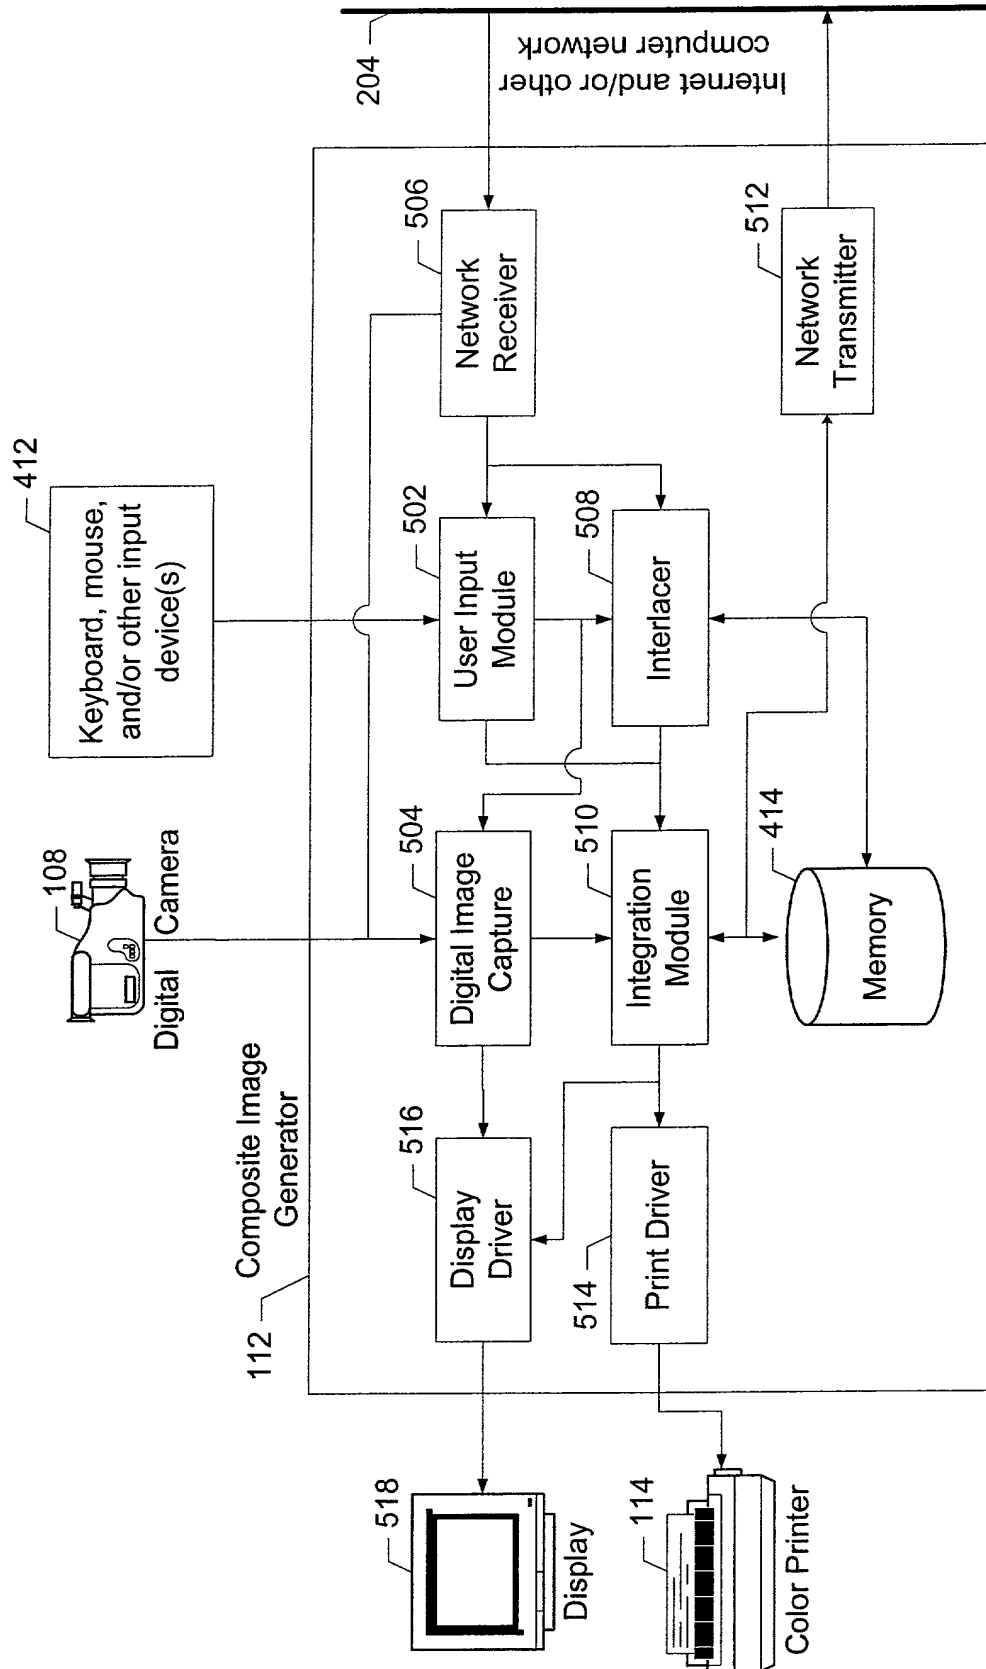 108
Digital Camera
412
Keyboard, mouse,
and/or other input
device(s)
204
Internet and/or other
computer network
112
Composite Image
Generator
518
Display
516
Display
Driver
504
Digital Image
Capture
502
User Input
Module
506
Network
Receiver
114
Color Printer
514
Print Driver
510
Integration
Module
508
Interlacer
512
Network
Transmitter
414
Memory